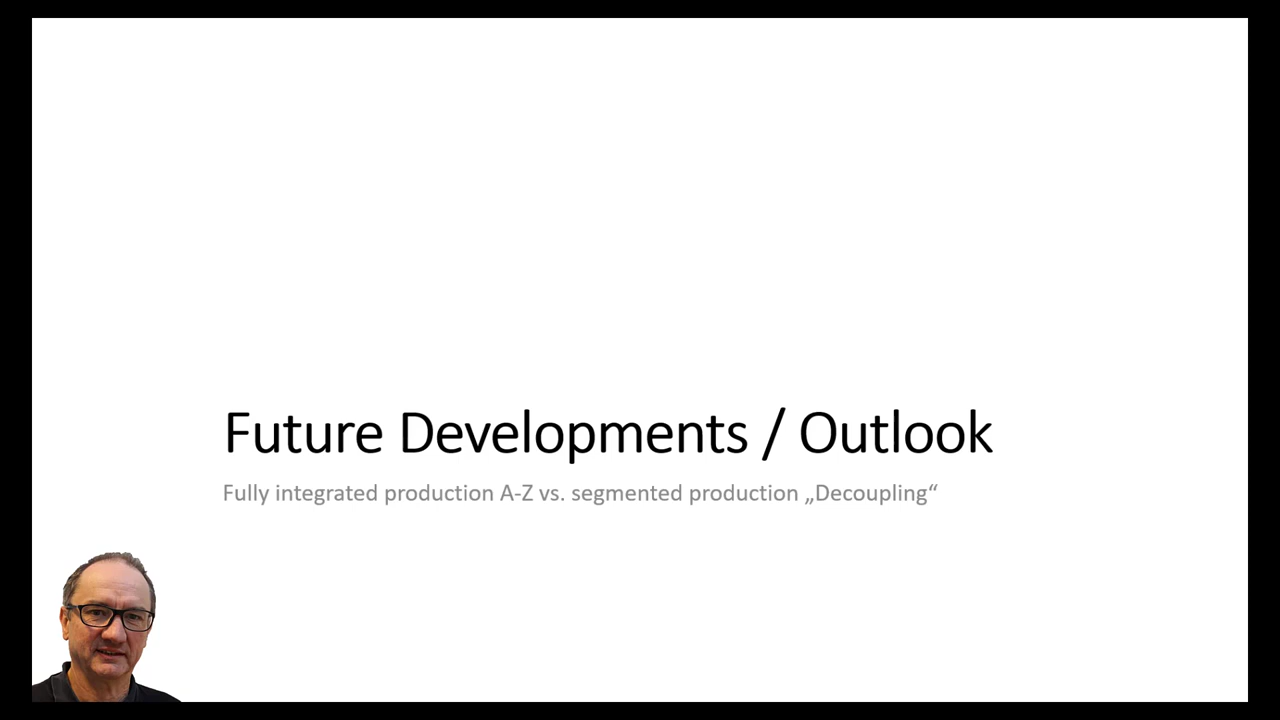 Future Developments / Outlook
Fully integrated production A-Z vs. segmented production „Decoupling“